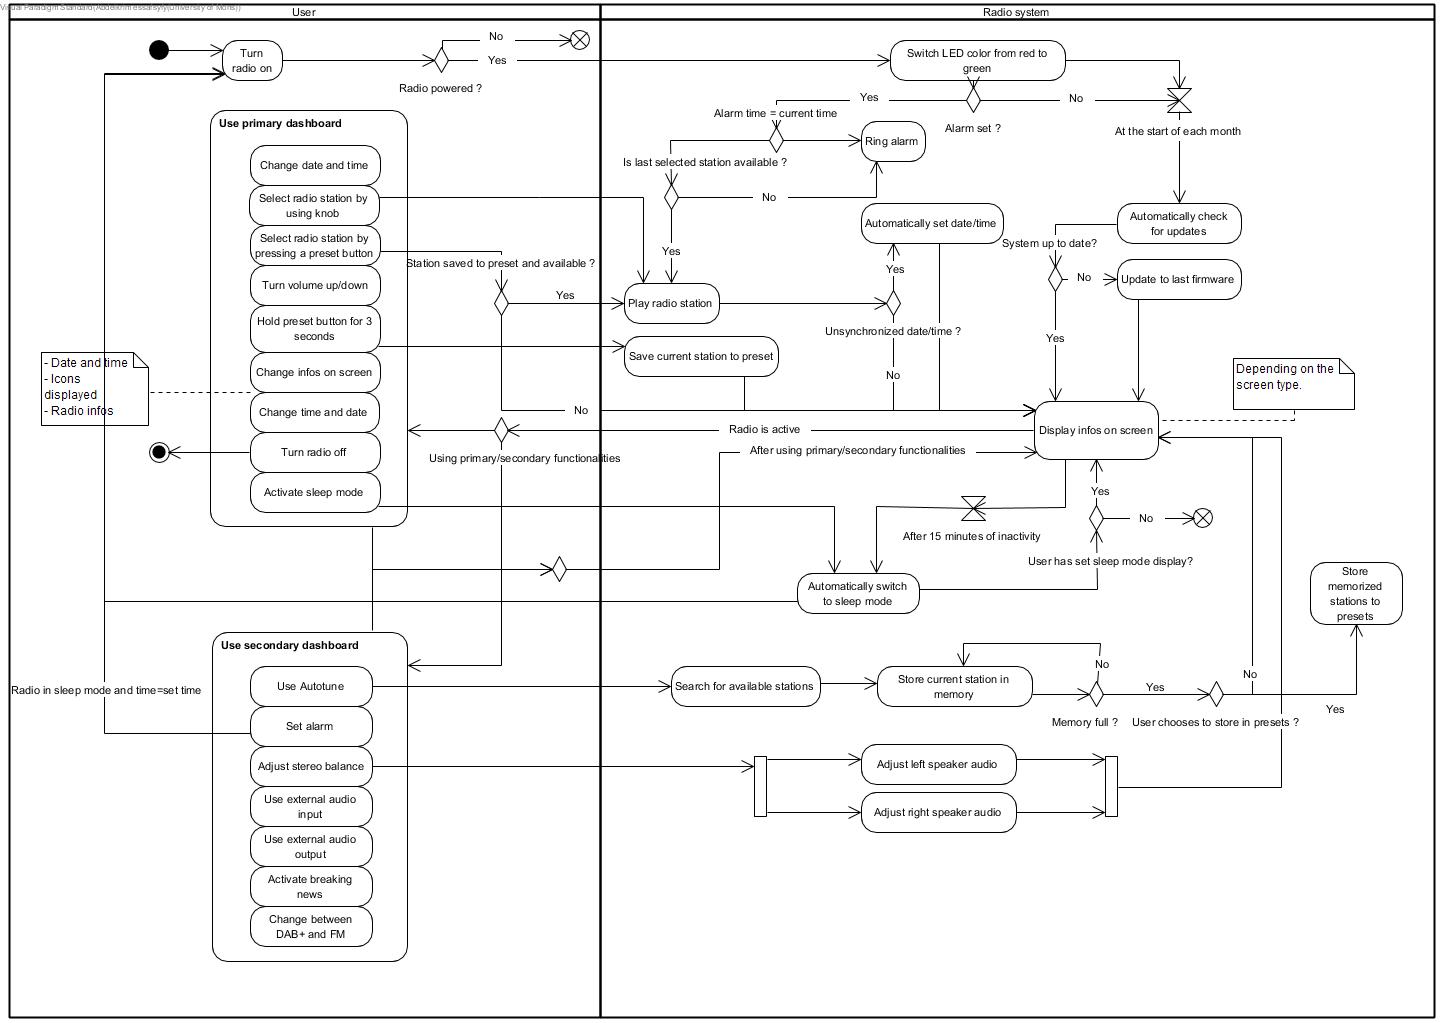 Visual Paradigm Standard(Abdelkrim essarsyiy(University of Mons))
User
Radio system
Turn
radio on
No
Yes
Radio powered ?
Switch LED color from red to
green
Yes
No
Alarm time = current time
Alarm set ?
At the start of each month
Use primary dashboard
Ring alarm
Is last selected station available ?
No
Change date and time
Select radio station by
using knob
Select radio station by
pressing a preset button
Turn volume up/down
Hold preset button for 3
seconds
Change infos on screen
Change time and date
Turn radio off
Activate sleep mode
Automatically set date/time
Automatically check
for updates
System up to date?
No
Update to last firmware
Yes
Yes
Yes
Station saved to preset and available ?
Yes
Play radio station
Unsynchronized date/time ?
No
Save current station to preset
- Date and time
- Icons
displayed
- Radio infos
Depending on the
screen type.
No
Radio is active
Display infos on screen
Using primary/secondary functionalities
After using primary/secondary functionalities
Yes
No
After 15 minutes of inactivity
User has set sleep mode display?
Automatically switch
to sleep mode
Store
memorized
stations to
presets
Use secondary dashboard
Radio in sleep mode and time=set time
Use Autotune
Set alarm
Adjust stereo balance
Use external audio
input
Use external audio
output
Activate breaking
news
Change between
DAB+ and FM
Search for available stations
Store current station in
memory
No
Yes
No
Yes
Memory full ?
User chooses to store in presets ?
Adjust left speaker audio
Adjust right speaker audio